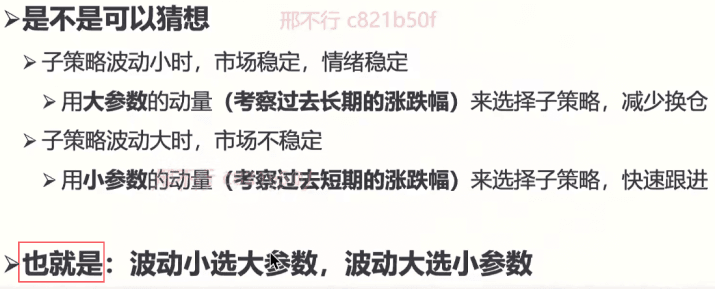 ➢是不是可以猜想
邢不行 c821b50f
➢子策略波动小时，市场稳定，情绪稳定
➢用大参数的动量（考察过去长期的涨跌幅）来选择子策略，减少换仓
➢子策略波动大时，市场不稳定
➢用小参数的动量（考察过去短期的涨跌幅）来选择子策略，快速跟进
➢也就是：波动小选大参数，波动大选小参数